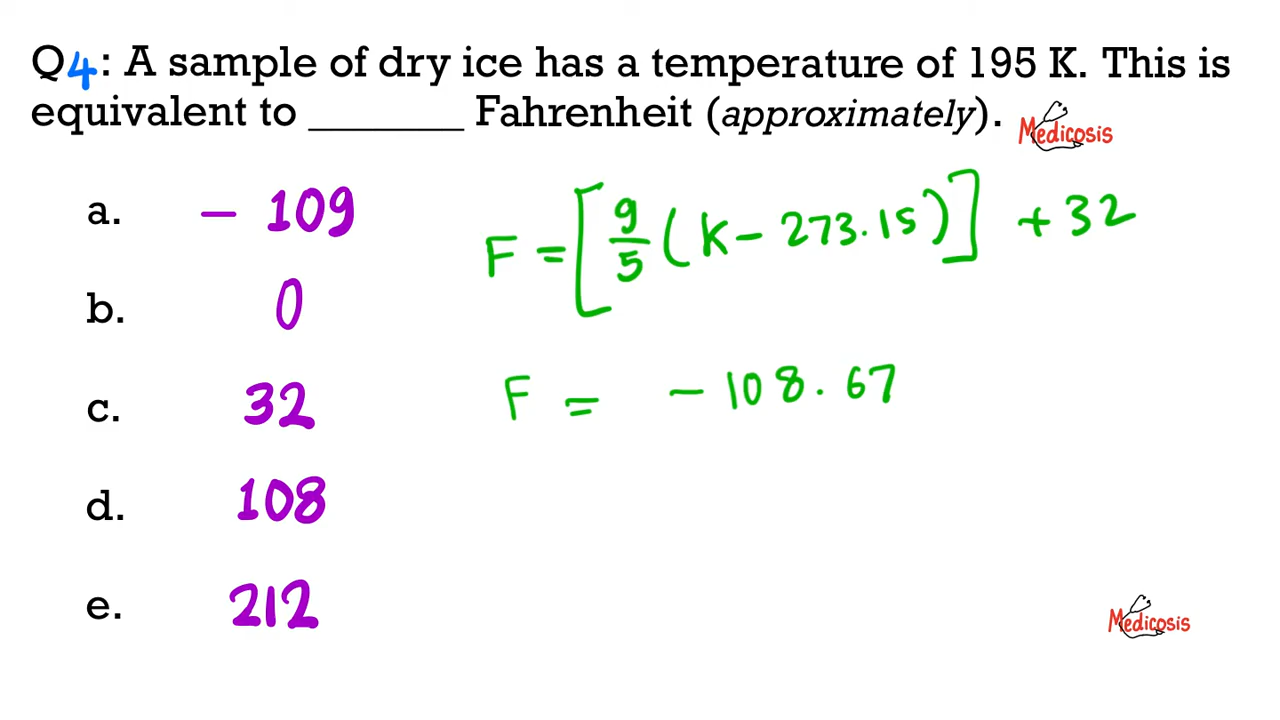 Q4: A sample of dry ice has a temperature of 195 K. This is
equivalent to _______ Fahrenheit (approximately).
Medicosis
a. - 109
F = [9/5 (K - 273.15)] + 32
b. 0
F = - 108.67
c. 32
d. 108
e. 212
Medicosis